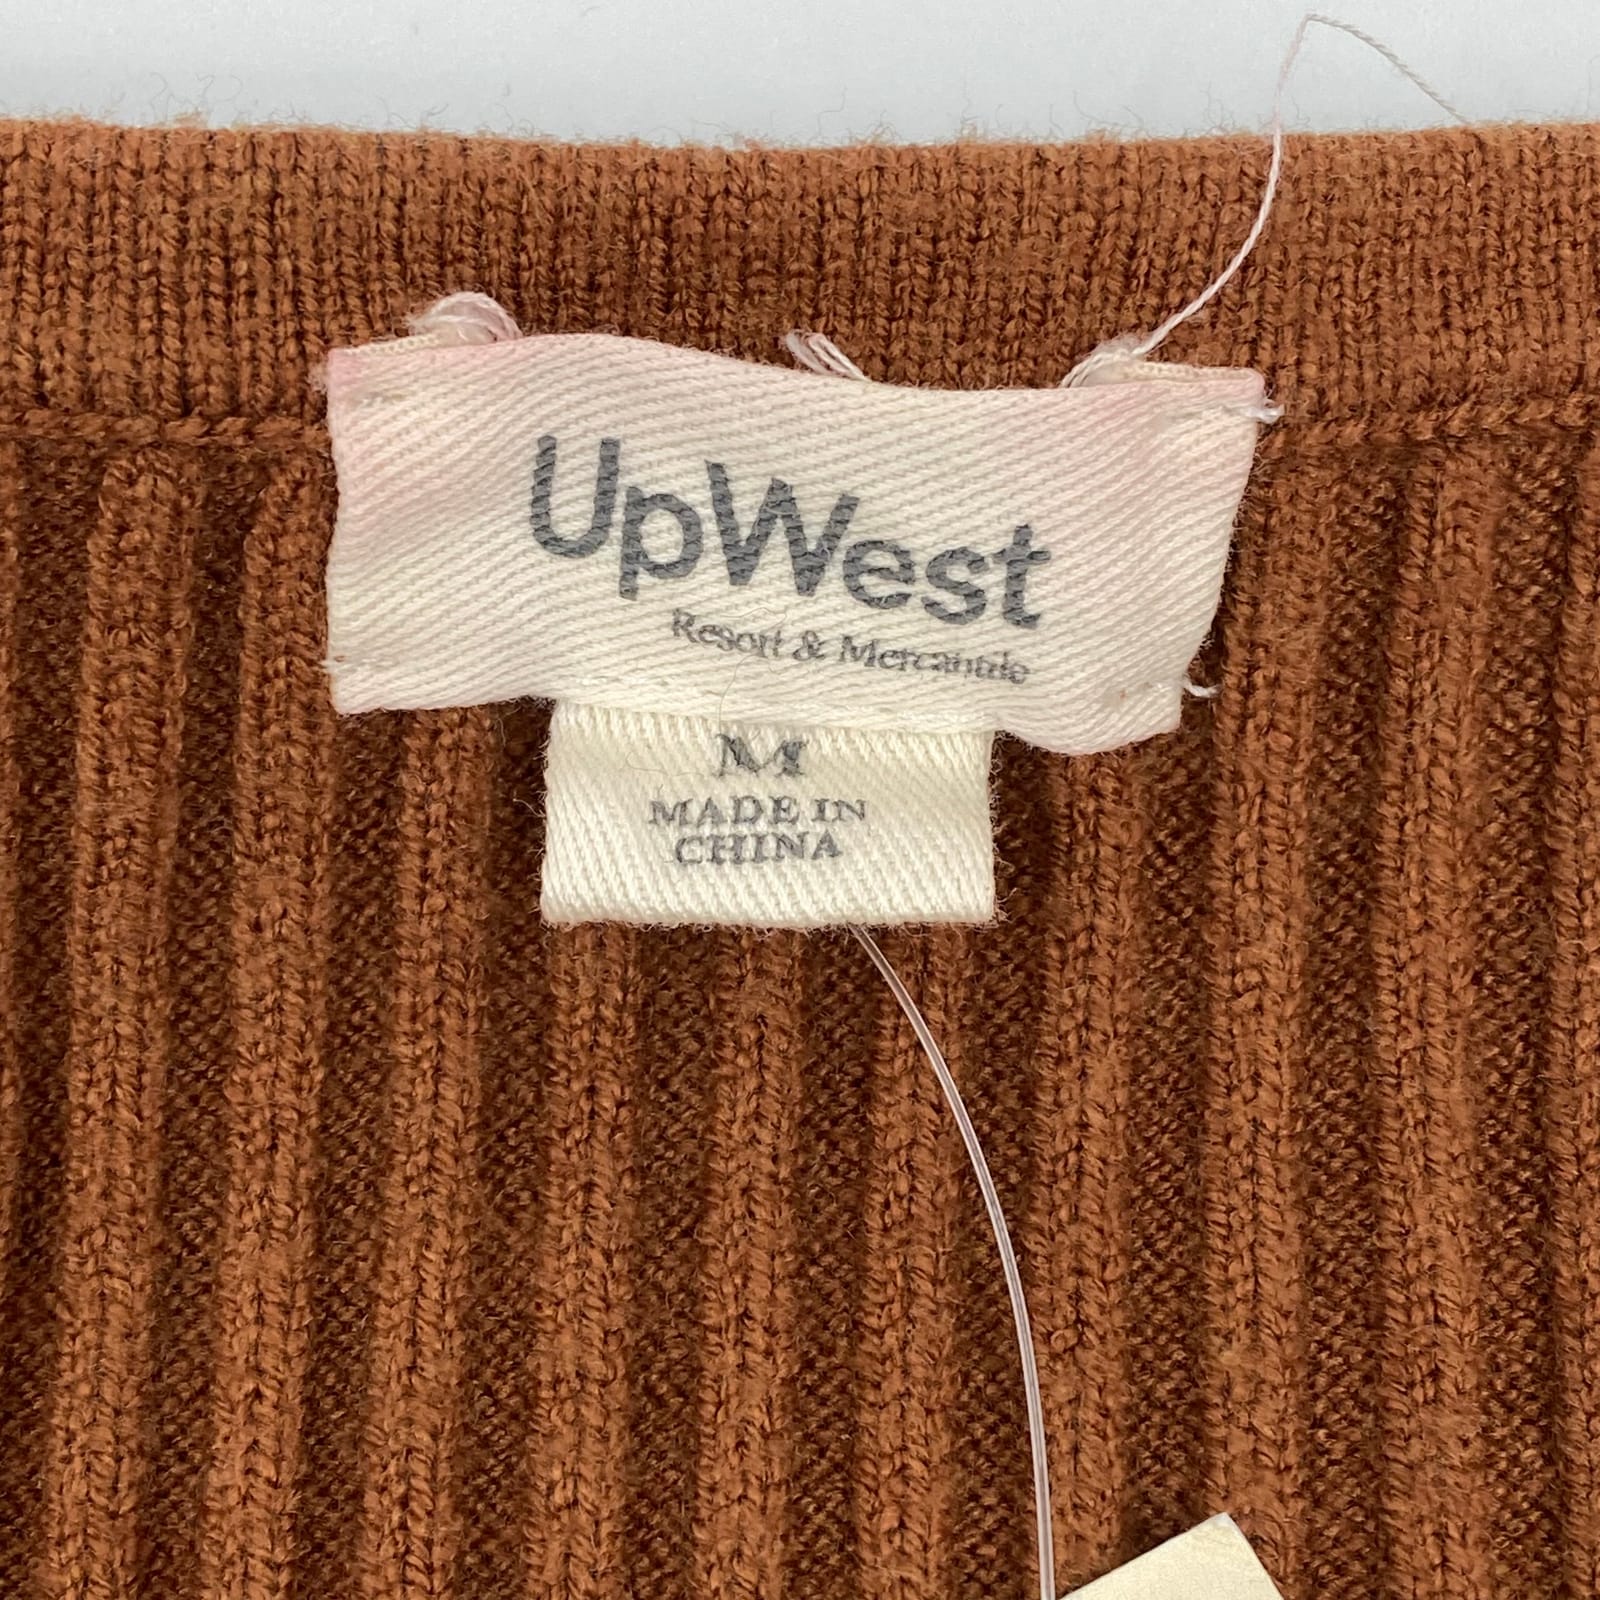 UpWest
Resort & Mercantile
M
MADE IN
CHINA